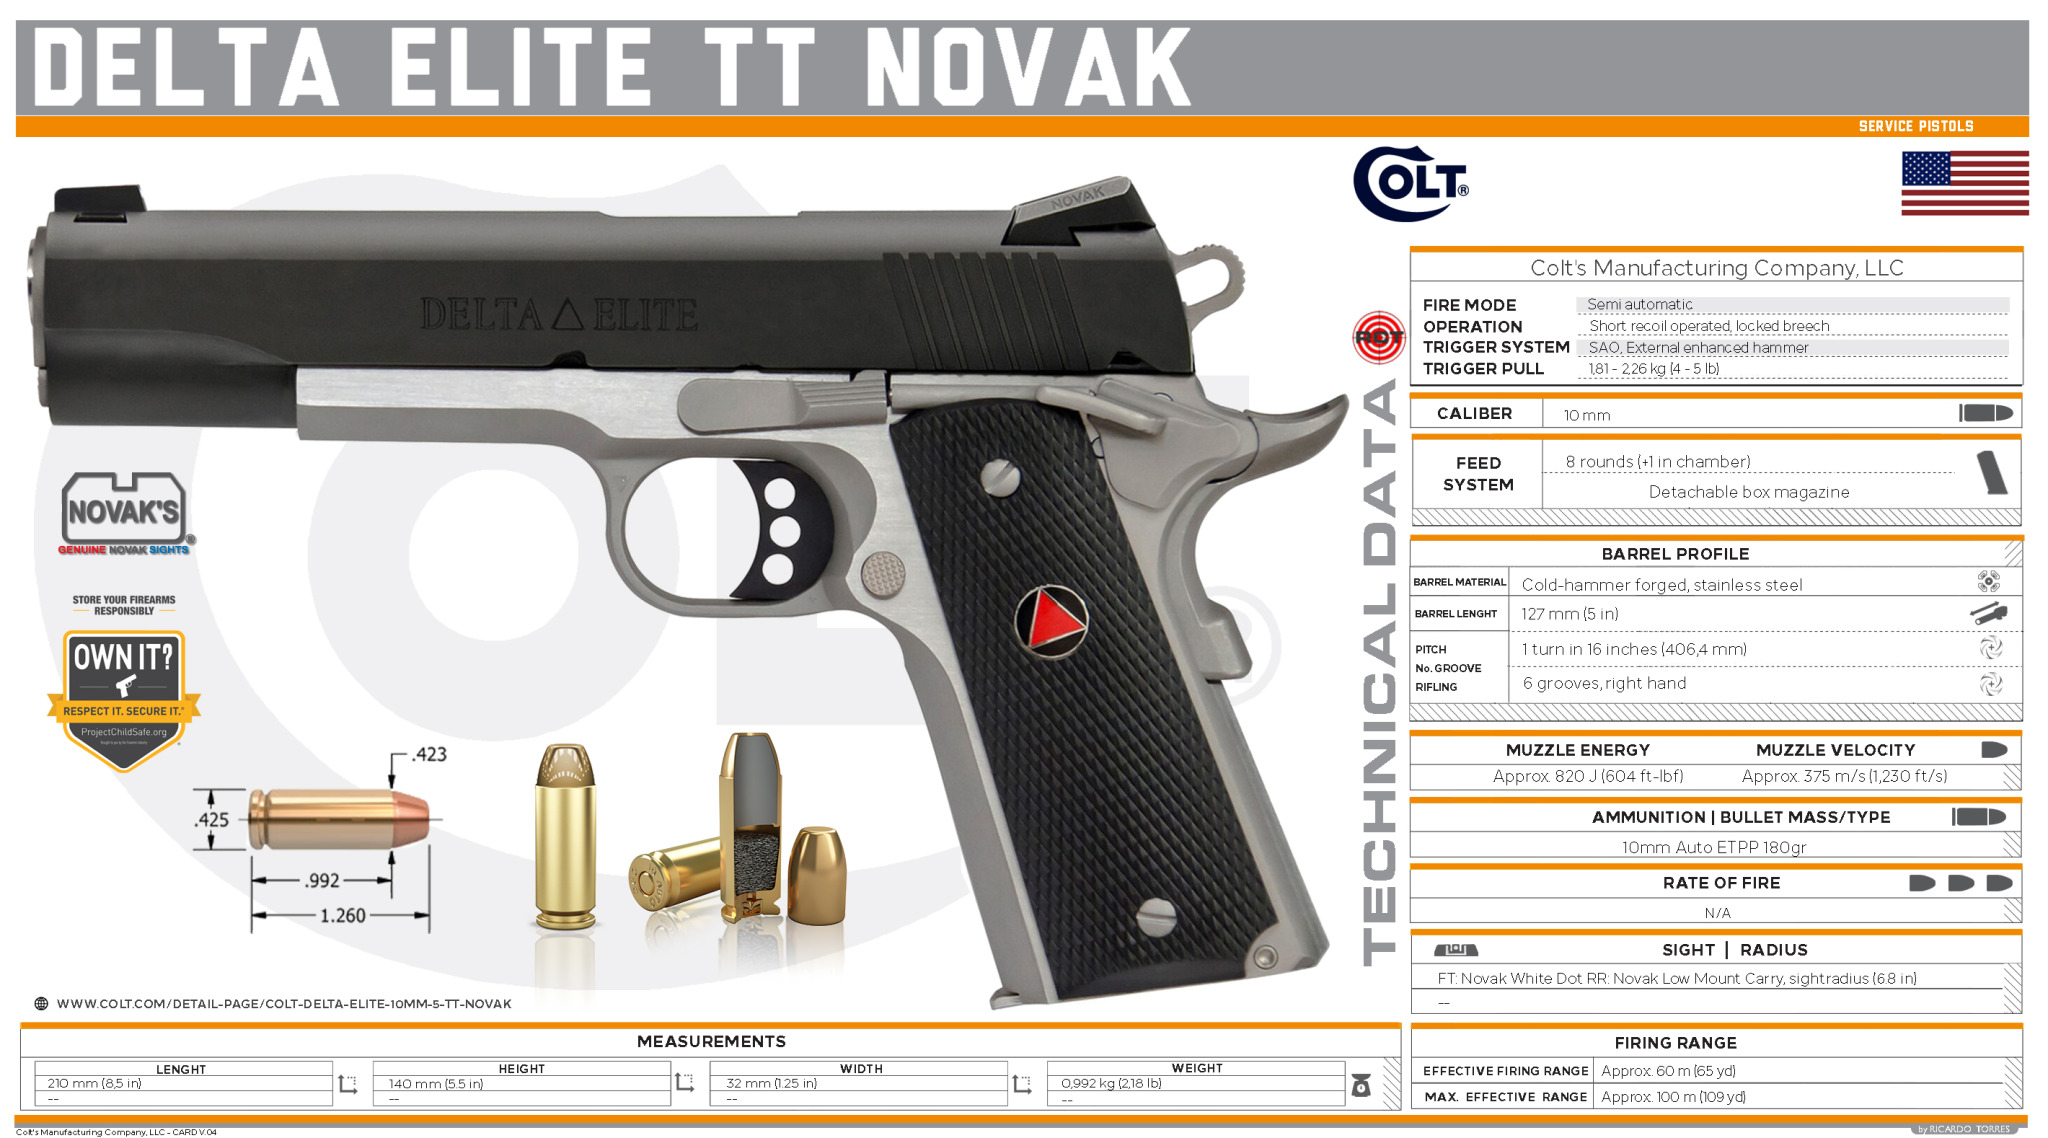 DELTA ELITE TT NOVAK
SERVICE PISTOLS
COLT®
NOVAK
DELTA ELITE
NOVAK'S®
GENUINE NOVAK SIGHTS
STORE YOUR FIREARMS
RESPONSIBLY
OWN IT?
RESPECT IT. SECURE IT.®
ProjectChildSafe.org
.423
.425
.992
1.260
WWW.COLT.COM/DETAIL-PAGE/COLT-DELTA-ELITE-10MM-5-TT-NOVAK
RDT
TECHNICAL DATA
Colt's Manufacturing Company, LLC
FIRE MODE Semi automatic
OPERATION Short recoil operated, locked breech
TRIGGER SYSTEM SAO, External enhanced hammer
TRIGGER PULL 1,81 - 2,26 kg (4 - 5 lb)
CALIBER 10 mm
FEED
SYSTEM
8 rounds (+1 in chamber)
Detachable box magazine
BARREL PROFILE
BARREL MATERIAL Cold-hammer forged, stainless steel
BARREL LENGHT 127 mm (5 in)
PITCH
No. GROOVE
RIFLING
1 turn in 16 inches (406,4 mm)
6 grooves, right hand
MUZZLE ENERGY MUZZLE VELOCITY
Approx. 820 J (604 ft-lbf) Approx. 375 m/s (1,230 ft/s)
AMMUNITION | BULLET MASS/TYPE
10mm Auto ETPP 180gr
RATE OF FIRE
N/A
SIGHT | RADIUS
FT: Novak White Dot RR: Novak Low Mount Carry, sightradius (6.8 in)
--
MEASUREMENTS
LENGHT HEIGHT WIDTH WEIGHT
210 mm (8,5 in) 140 mm (5.5 in) 32 mm (1.25 in) 0,992 kg (2,18 lb)
-- -- -- --
FIRING RANGE
EFFECTIVE FIRING RANGE Approx. 60 m (65 yd)
MAX. EFFECTIVE RANGE Approx. 100 m (109 yd)
Colt's Manufacturing Company, LLC - CARD V.04
by RICARDO TORRES